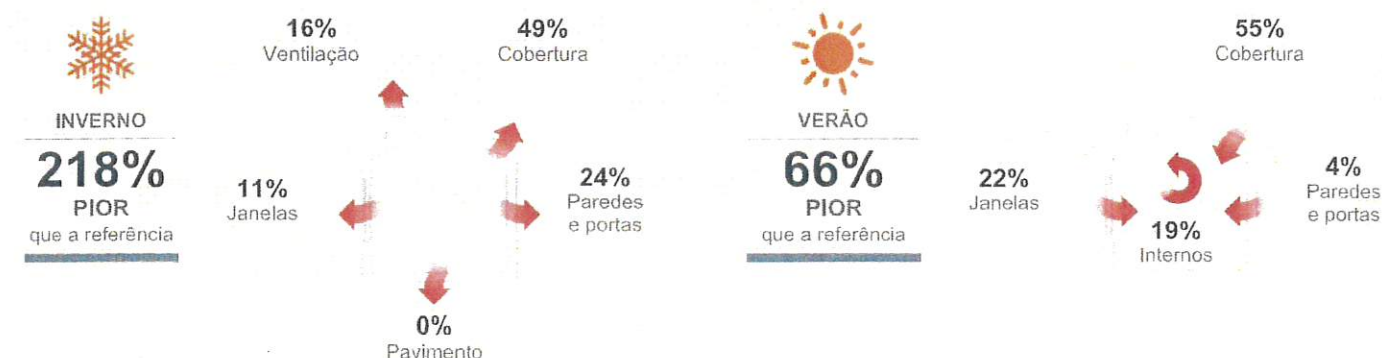 INVERNO
218%
PIOR
que a referência
16%
Ventilação
49%
Cobertura
11%
Janelas
24%
Paredes
e portas
0%
Pavimento
VERÃO
66%
PIOR
que a referência
55%
Cobertura
22%
Janelas
19%
Internos
4%
Paredes
e portas